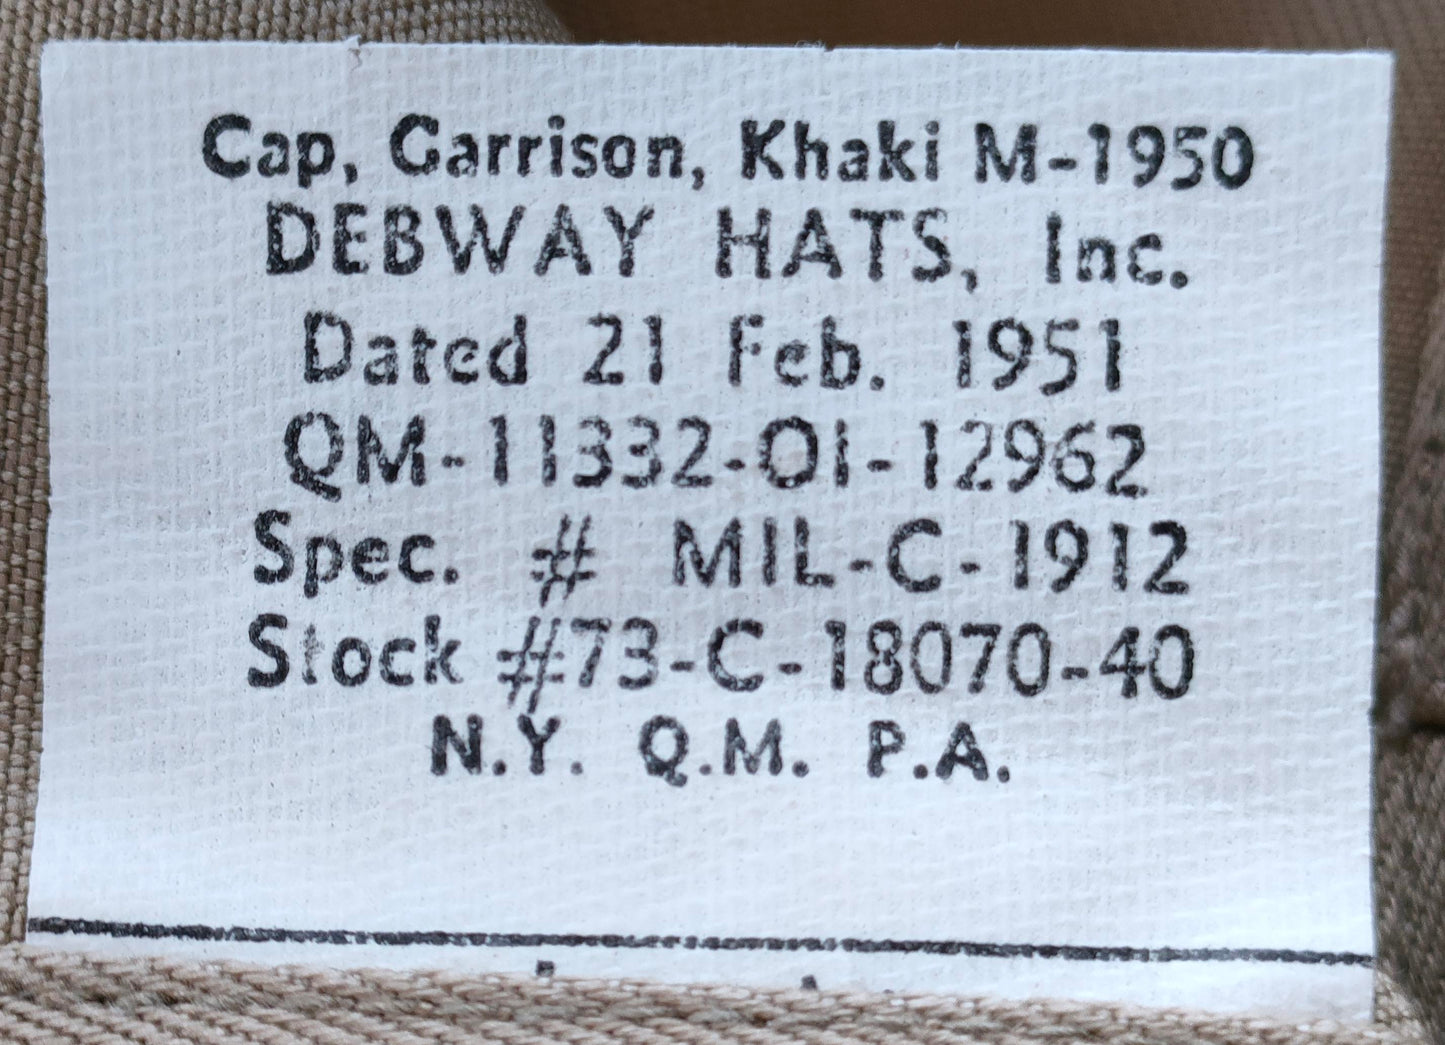 Cap, Garrison, Khaki M-1950
DEBWAY HATS, Inc.
Dated 21 Feb. 1951
QM-11332-OI-12962
Spec. # MIL-C-1912
Stock #73-C-18070-40
N.Y. Q.M. P.A.